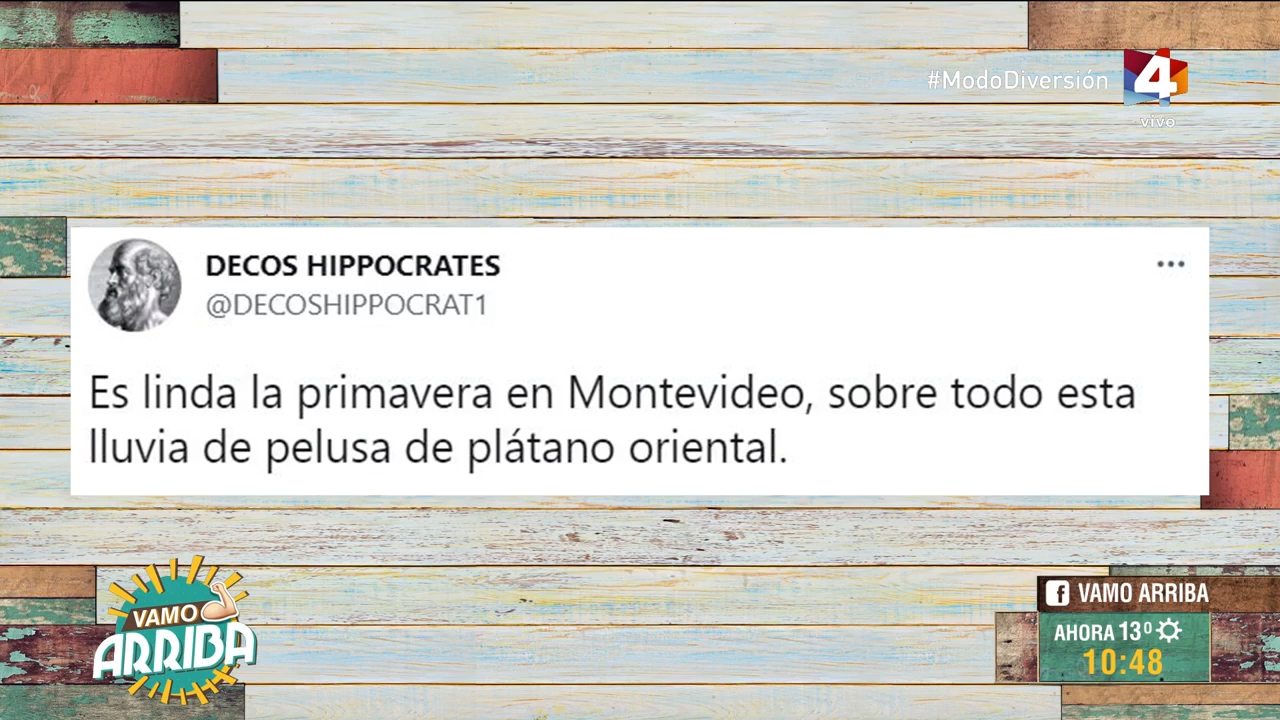 #ModoDiversión
4
vivo
DECOS HIPPOCRATES
@DECOSHIPPOCRAT1
Es linda la primavera en Montevideo, sobre todo esta
lluvia de pelusa de plátano oriental.
VAMO
ARRIBA
f VAMO ARRIBA
AHORA 13º
10:48